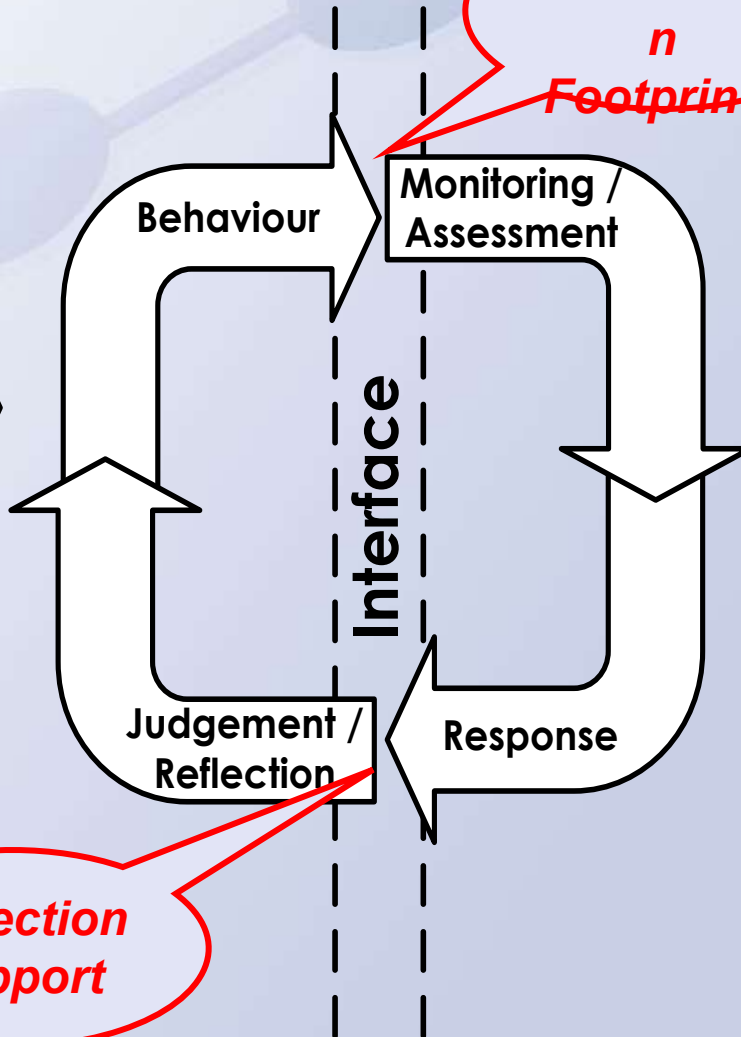 n
Footprin
Behaviour
Monitoring /
Assessment
Interface
Judgement /
Reflection
Response
ection
pport